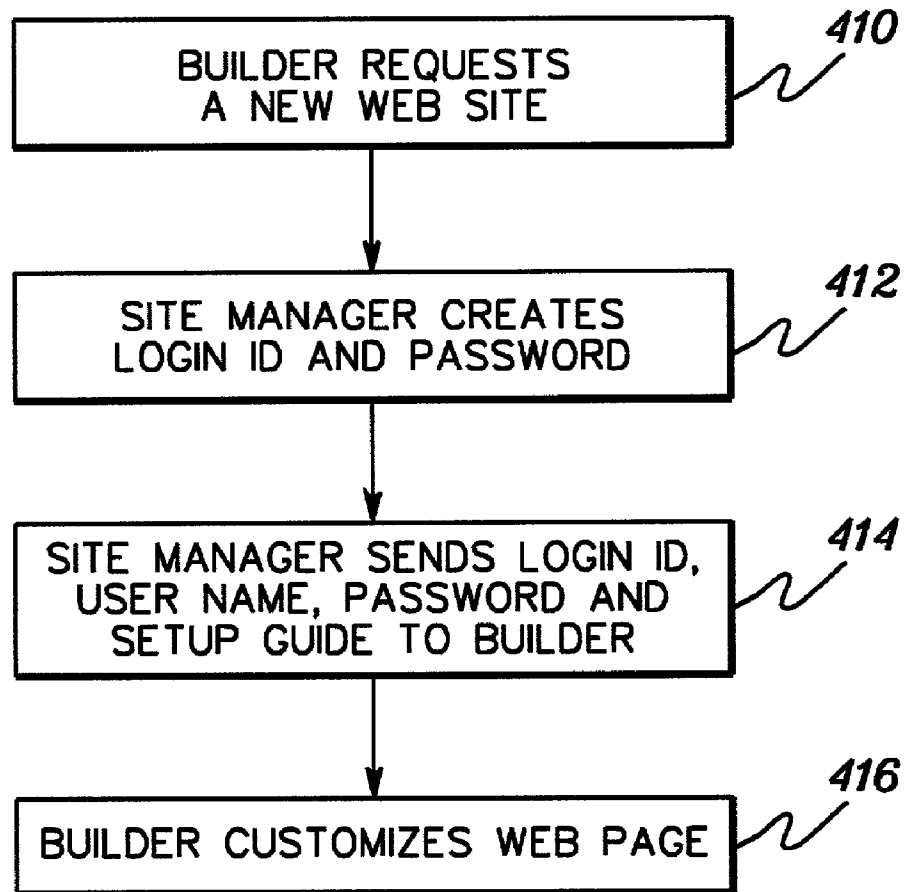 410
BUILDER REQUESTS
A NEW WEB SITE
412
SITE MANAGER CREATES
LOGIN ID AND PASSWORD
414
SITE MANAGER SENDS LOGIN ID,
USER NAME, PASSWORD AND
SETUP GUIDE TO BUILDER
416
BUILDER CUSTOMIZES WEB PAGE